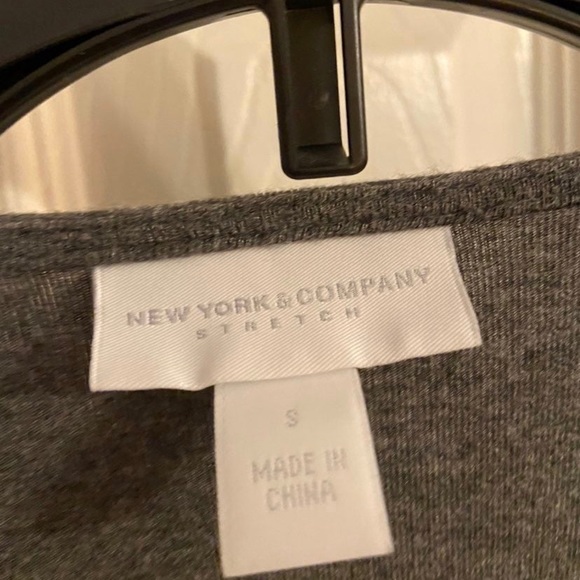 NEW YORK & COMPANY
STRETCH
S
MADE IN
CHINA